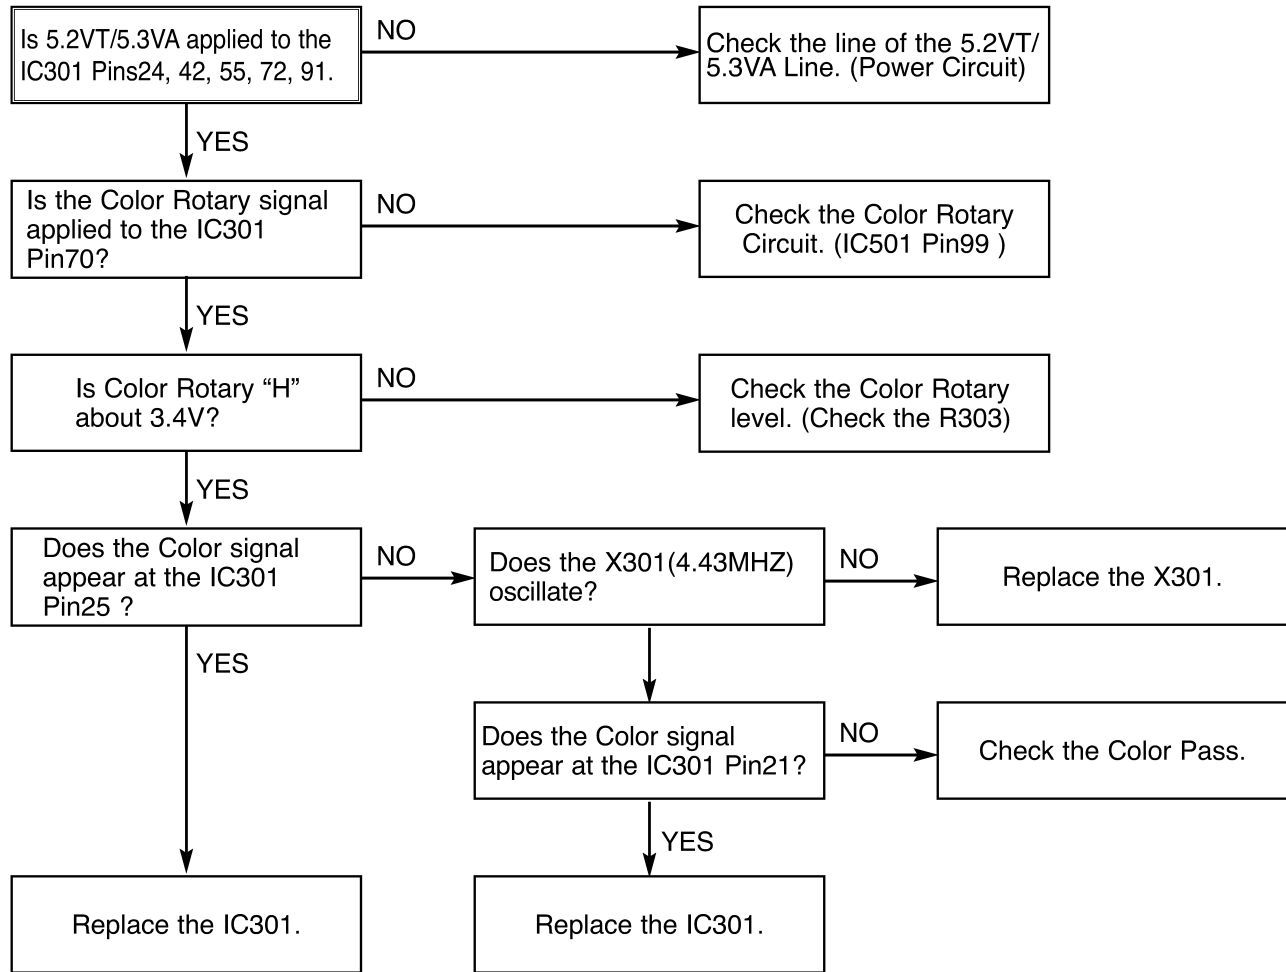 Is 5.2VT/5.3VA applied to the
IC301 Pins24, 42, 55, 72, 91.
NO
Check the line of the 5.2VT/
5.3VA Line. (Power Circuit)
YES
Is the Color Rotary signal
applied to the IC301
Pin70?
NO
Check the Color Rotary
Circuit. (IC501 Pin99 )
YES
Is Color Rotary “H”
about 3.4V?
NO
Check the Color Rotary
level. (Check the R303)
YES
Does the Color signal
appear at the IC301
Pin25 ?
NO
Does the X301(4.43MHZ)
oscillate?
NO
Replace the X301.
YES
Does the Color signal
appear at the IC301 Pin21?
NO
Check the Color Pass.
YES
Replace the IC301.
Replace the IC301.